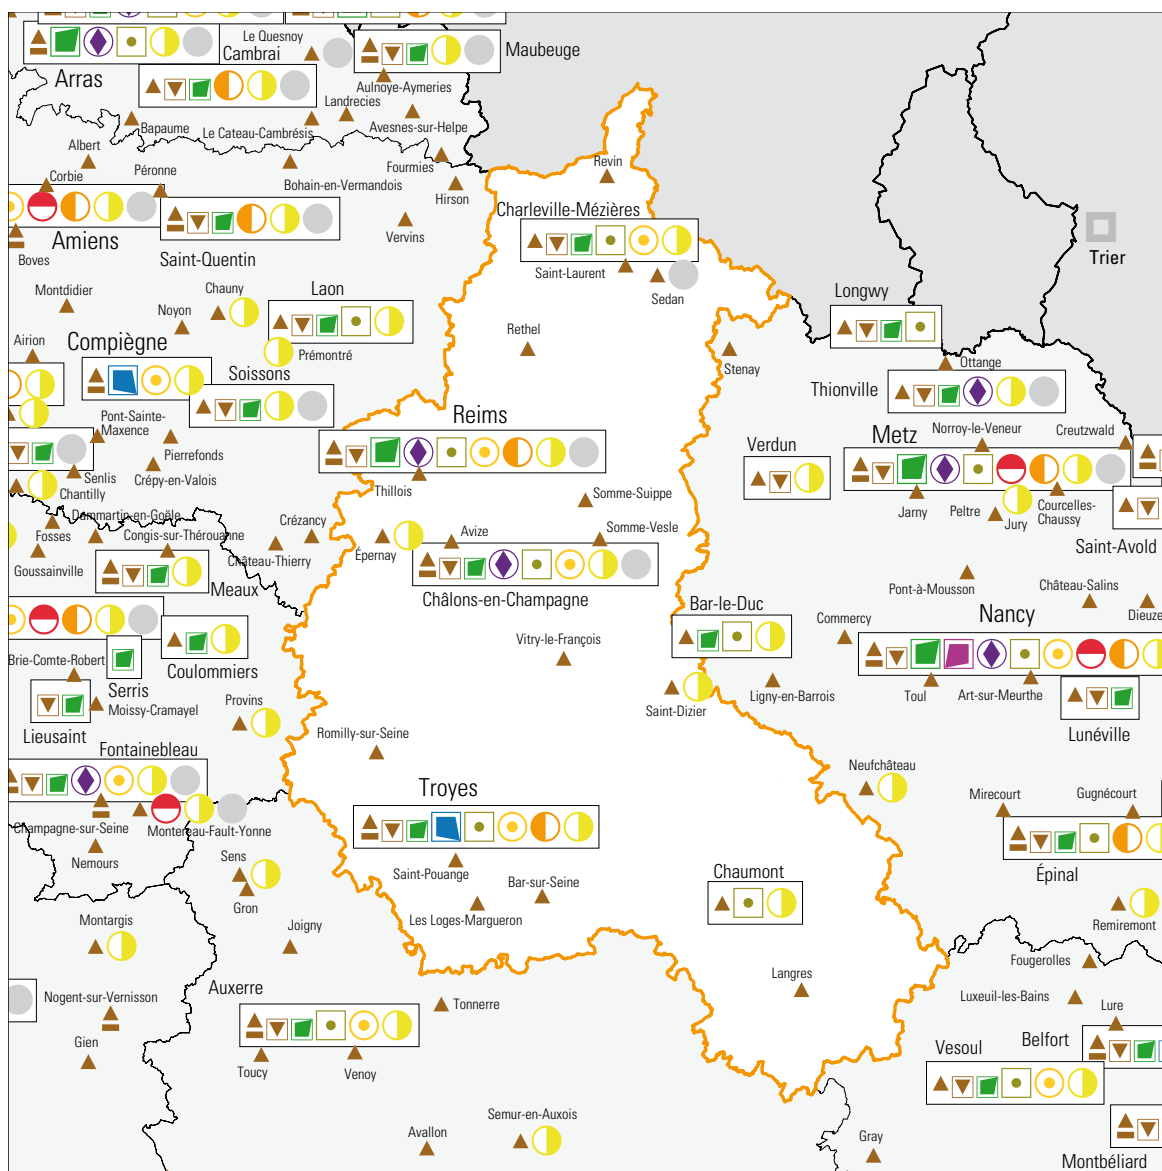 Le Quesnoy
Cambrai
Maubeuge
Arras
Aulnoye-Aymeries
Landrecies
Bapaume
Le Cateau-Cambrésis
Avesnes-sur-Helpe
Albert
Fourmies
Revin
Corbie
Péronne
Bohain-en-Vermandois
Hirson
Charleville-Mézières
Vervins
Amiens
Boves
Saint-Quentin
Trier
Saint-Laurent
Sedan
Montdidier
Chauny
Laon
Longwy
Noyon
Rethel
Airion
Compiègne
Prémontré
Stenay
Ottange
Soissons
Thionville
Pont-Sainte-
Maxence
Reims
Norroy-le-Veneur
Creutzwald
Metz
Verdun
Pierrefonds
Senlis
Crépy-en-Valois
Chantilly
Thillois
Somme-Suippe
Jarny
Peltre
Jury
Courcelles-
Chaussy
Dammartin-en-Goële
Crézancy
Fosses
Congis-sur-Thérouanne
Épernay
Avize
Somme-Vesle
Saint-Avold
Goussainville
Château-Thierry
Meaux
Châlons-en-Champagne
Pont-à-Mousson
Château-Salins
Bar-le-Duc
Commercy
Nancy
Dieuze
Vitry-le-François
Brie-Comte-Robert
Coulommiers
Serris
Ligny-en-Barrois
Toul
Art-sur-Meurthe
Moissy-Cramayel
Provins
Saint-Dizier
Lieusaint
Lunéville
Romilly-sur-Seine
Fontainebleau
Neufchâteau
Troyes
Mirecourt
Gugnécourt
Champagne-sur-Seine
Montereau-Fault-Yonne
Nemours
Sens
Saint-Pouange
Chaumont
Épinal
Bar-sur-Seine
Gron
Les Loges-Margueron
Montargis
Joigny
Remiremont
Fougerolles
Langres
Auxerre
Nogent-sur-Vernisson
Tonnerre
Luxeuil-les-Bains
Lure
Gien
Vesoul
Belfort
Toucy
Venoy
Semur-en-Auxois
Avallon
Gray
Montbéliard